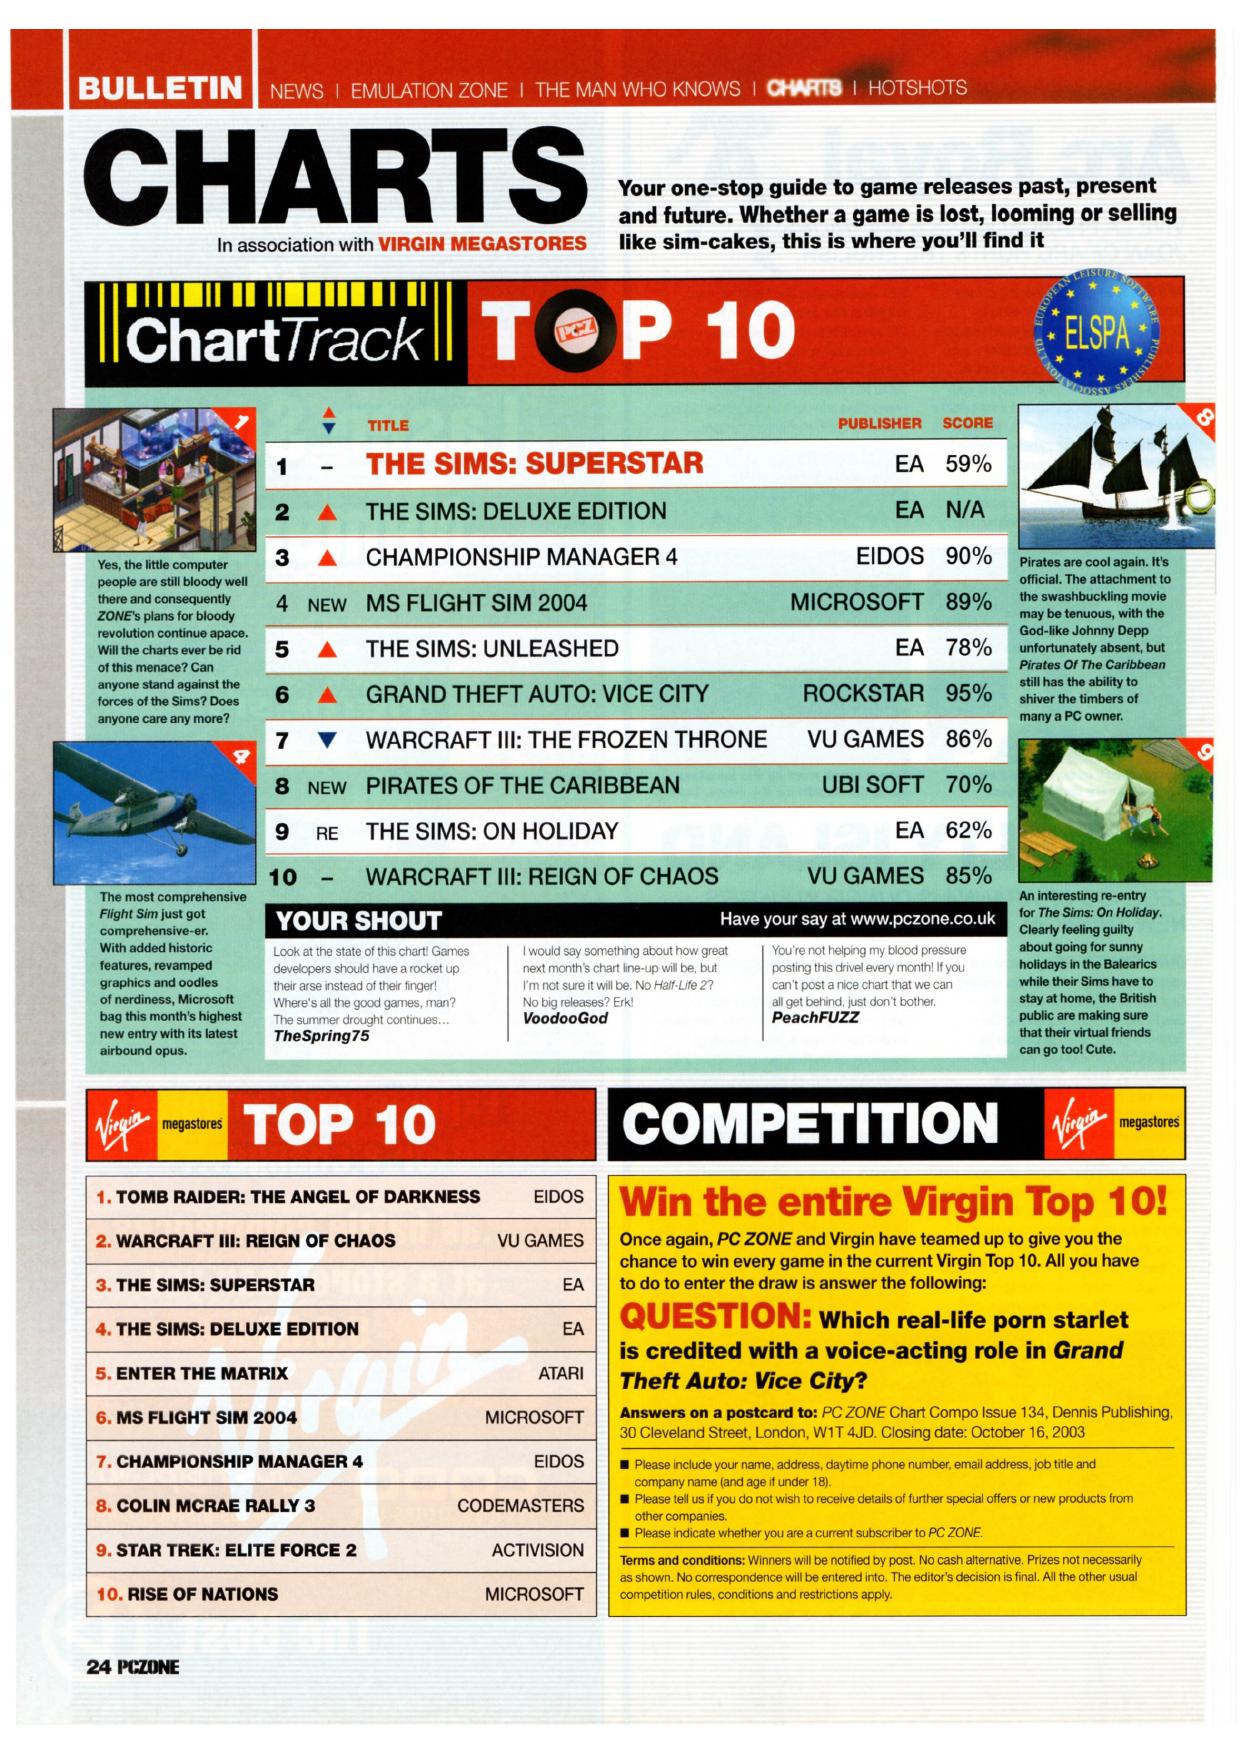 BULLETIN
NEWS | EMULATION ZONE | THE MAN WHO KNOWS | CHARTS | HOTSHOTS
CHARTS
In association with VIRGIN MEGASTORES
Your one-stop guide to game releases past, present
and future. Whether a game is lost, looming or selling
like sim-cakes, this is where you'll find it
ChartTrack
TOP 10
PCZ
EUROPEAN LEISURE SOFTWARE PUBLISHERS ASSOCIATION LTD
ELSPA
1
Yes, the little computer
people are still bloody well
there and consequently
ZONE's plans for bloody
revolution continue apace.
Will the charts ever be rid
of this menace? Can
anyone stand against the
forces of the Sims? Does
anyone care any more?
4
The most comprehensive
Flight Sim just got
comprehensive-er.
With added historic
features, revamped
graphics and oodles
of nerdiness, Microsoft
bag this month's highest
new entry with its latest
airbound opus.
▲▼ TITLE PUBLISHER SCORE
1 – THE SIMS: SUPERSTAR EA 59%
2 ▲ THE SIMS: DELUXE EDITION EA N/A
3 ▲ CHAMPIONSHIP MANAGER 4 EIDOS 90%
4 NEW MS FLIGHT SIM 2004 MICROSOFT 89%
5 ▲ THE SIMS: UNLEASHED EA 78%
6 ▲ GRAND THEFT AUTO: VICE CITY ROCKSTAR 95%
7 ▼ WARCRAFT III: THE FROZEN THRONE VU GAMES 86%
8 NEW PIRATES OF THE CARIBBEAN UBI SOFT 70%
9 RE THE SIMS: ON HOLIDAY EA 62%
10 – WARCRAFT III: REIGN OF CHAOS VU GAMES 85%
8
Pirates are cool again. It's
official. The attachment to
the swashbuckling movie
may be tenuous, with the
God-like Johnny Depp
unfortunately absent, but
Pirates Of The Caribbean
still has the ability to
shiver the timbers of
many a PC owner.
9
An interesting re-entry
for The Sims: On Holiday.
Clearly feeling guilty
about going for sunny
holidays in the Balearics
while their Sims have to
stay at home, the British
public are making sure
that their virtual friends
can go too! Cute.
YOUR SHOUT Have your say at www.pczone.co.uk
Look at the state of this chart! Games
developers should have a rocket up
their arse instead of their finger!
Where's all the good games, man?
The summer drought continues...
TheSpring75
I would say something about how great
next month's chart line-up will be, but
I'm not sure it will be. No Half-Life 2?
No big releases? Erk!
VoodooGod
You're not helping my blood pressure
posting this drivel every month! If you
can't post a nice chart that we can
all get behind, just don't bother.
PeachFUZZ
Virgin megastores TOP 10
1. TOMB RAIDER: THE ANGEL OF DARKNESS EIDOS
2. WARCRAFT III: REIGN OF CHAOS VU GAMES
3. THE SIMS: SUPERSTAR EA
4. THE SIMS: DELUXE EDITION EA
5. ENTER THE MATRIX ATARI
6. MS FLIGHT SIM 2004 MICROSOFT
7. CHAMPIONSHIP MANAGER 4 EIDOS
8. COLIN MCRAE RALLY 3 CODEMASTERS
9. STAR TREK: ELITE FORCE 2 ACTIVISION
10. RISE OF NATIONS MICROSOFT
Virgin
COMPETITION Virgin megastores
Win the entire Virgin Top 10!
Once again, PC ZONE and Virgin have teamed up to give you the
chance to win every game in the current Virgin Top 10. All you have
to do to enter the draw is answer the following:
QUESTION: Which real-life porn starlet
is credited with a voice-acting role in Grand
Theft Auto: Vice City?
Answers on a postcard to: PC ZONE Chart Compo Issue 134, Dennis Publishing,
30 Cleveland Street, London, W1T 4JD. Closing date: October 16, 2003
■ Please include your name, address, daytime phone number, email address, job title and
company name (and age if under 18).
■ Please tell us if you do not wish to receive details of further special offers or new products from
other companies.
■ Please indicate whether you are a current subscriber to PC ZONE.
Terms and conditions: Winners will be notified by post. No cash alternative. Prizes not necessarily
as shown. No correspondence will be entered into. The editor's decision is final. All the other usual
competition rules, conditions and restrictions apply.
24 PCZONE